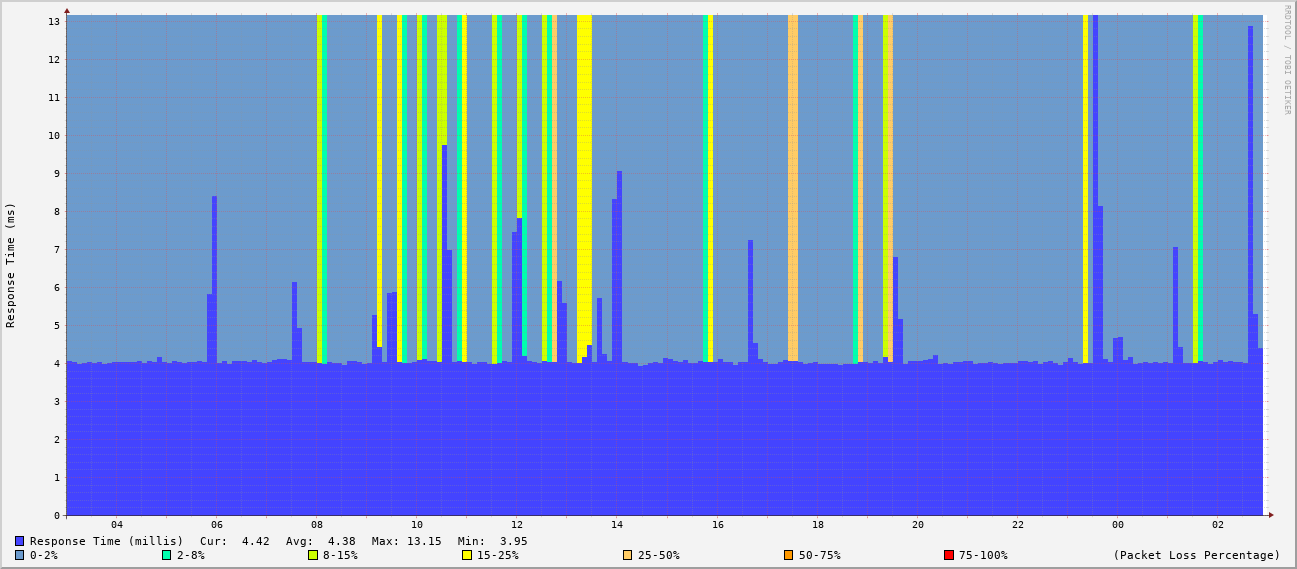 RRDTOOL / TOBI OETIKER
Response Time (ms)
13
12
11
10
9
8
7
6
5
4
3
2
1
0
04 06 08 10 12 14 16 18 20 22 00 02
Response Time (millis) Cur: 4.42 Avg: 4.38 Max: 13.15 Min: 3.95
0-2% 2-8% 8-15% 15-25% 25-50% 50-75% 75-100% (Packet Loss Percentage)